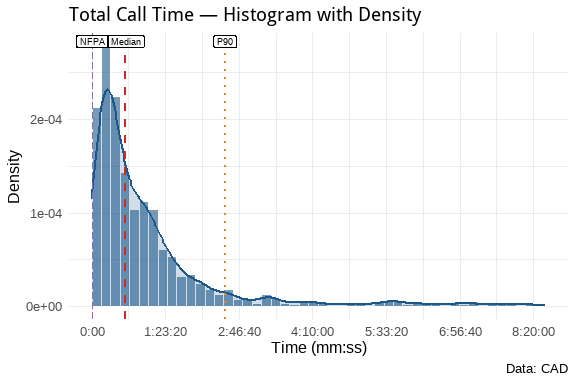 Total Call Time — Histogram with Density
NFPA Median P90
2e-04
1e-04
0e+00
Density
0:00 1:23:20 2:46:40 4:10:00 5:33:20 6:56:40 8:20:00
Time (mm:ss)
Data: CAD